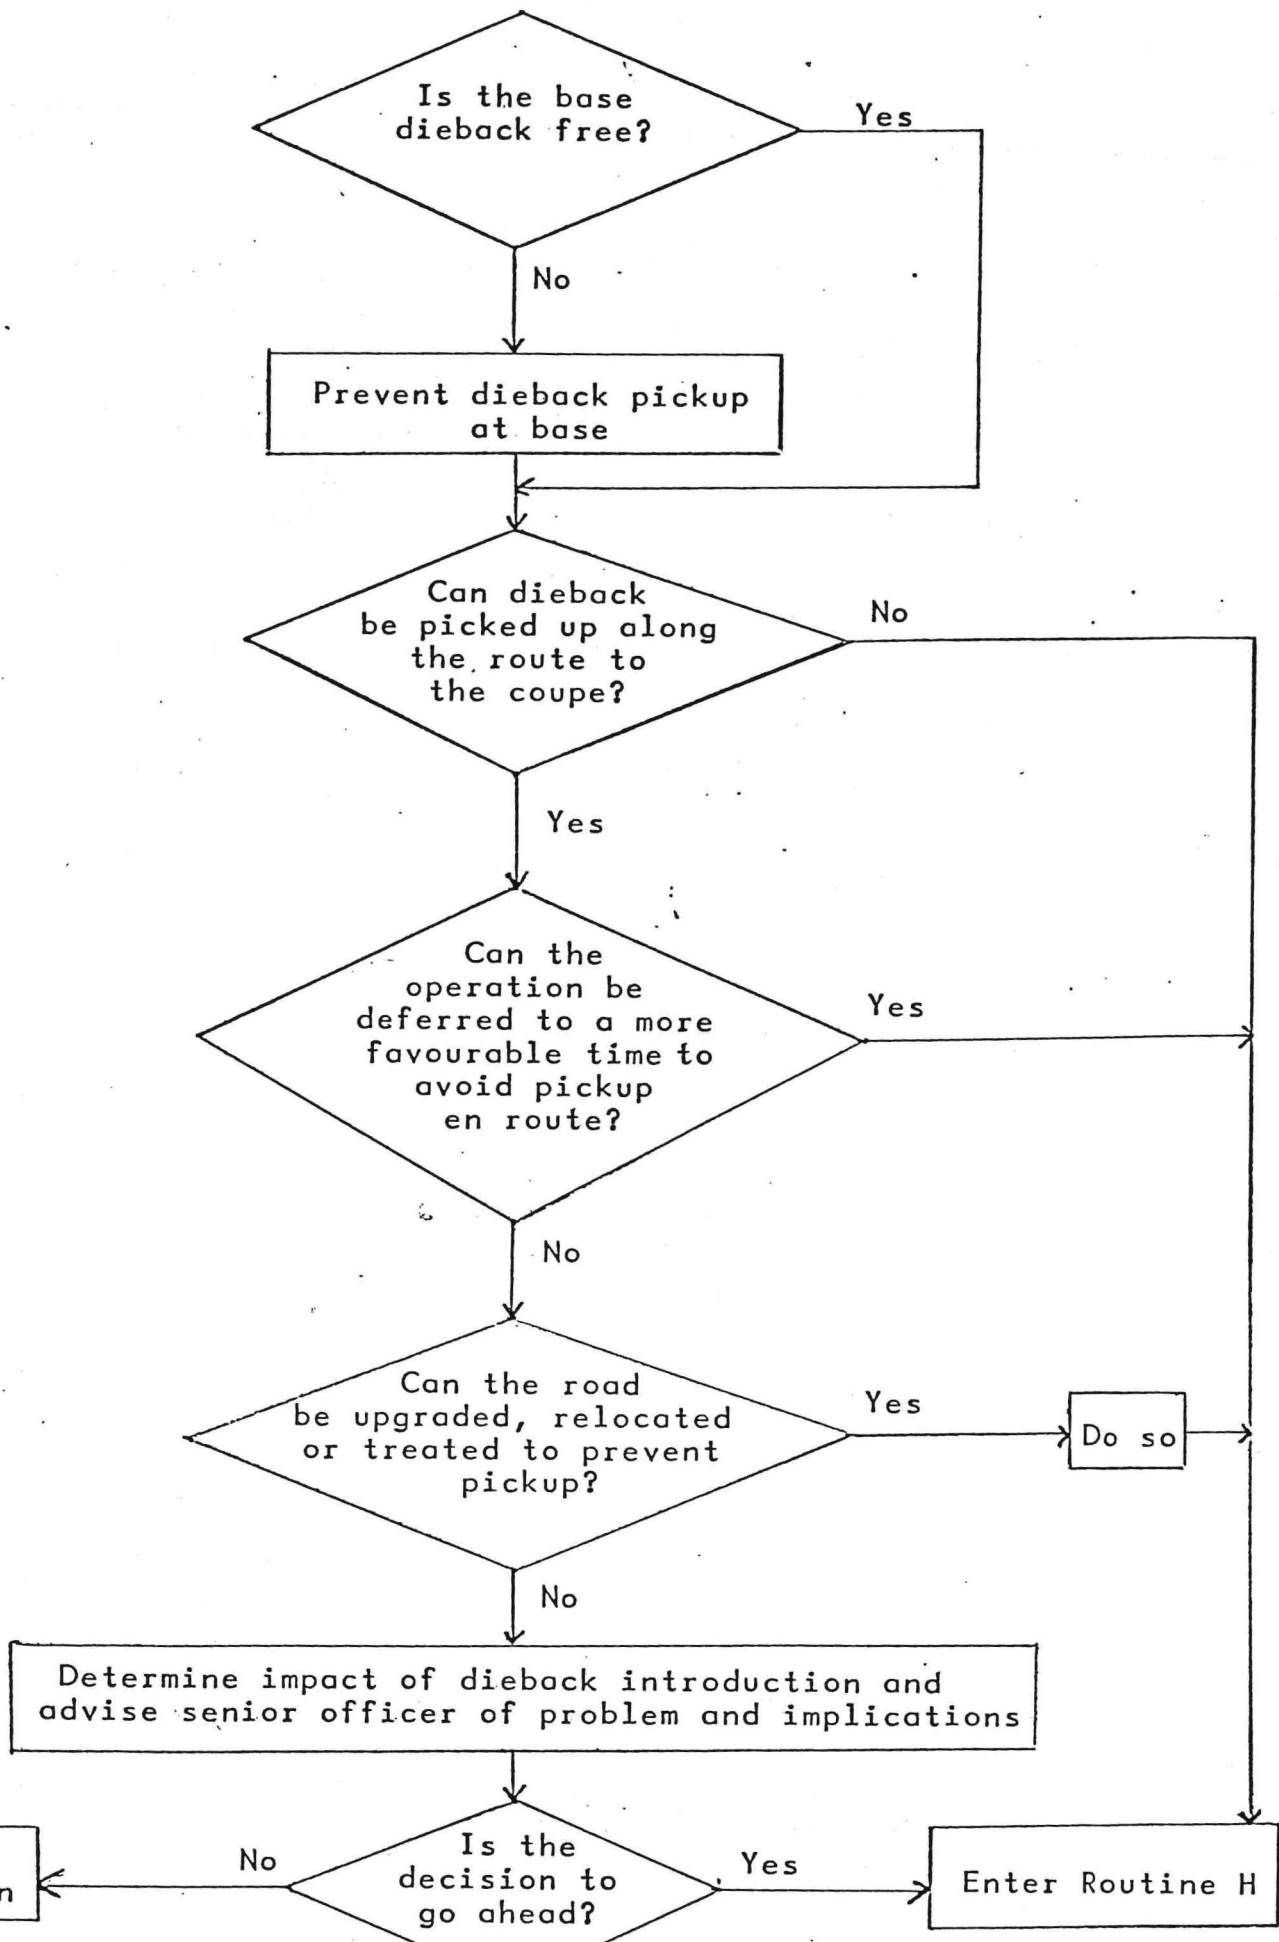 Is the base
dieback free?
Yes
No
Prevent dieback pickup
at base
Can dieback
be picked up along
the route to
the coupe?
No
Yes
Can the
operation be
deferred to a more
favourable time to
avoid pickup
en route?
Yes
No
Can the road
be upgraded, relocated
or treated to prevent
pickup?
Yes
Do so
No
Determine impact of dieback introduction and
advise senior officer of problem and implications
Is the
decision to
go ahead?
No
Yes
Enter Routine H